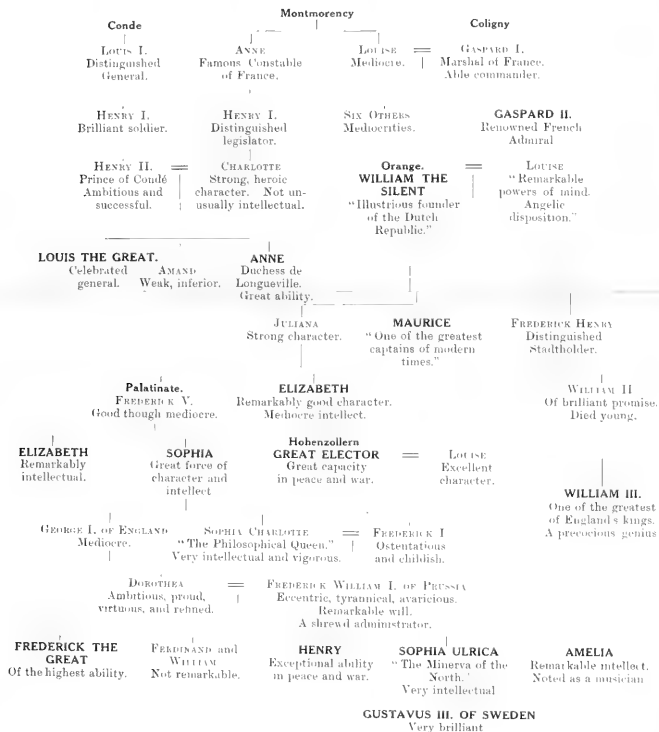 Montmorency
Conde
Coligny
LOUIS I.
Distinguished
General.
ANNE
Famous Constable
of France.
LOUISE
Mediocre.
GASPARD I.
Marshal of France.
Able commander.
HENRY I.
Brilliant soldier.
HENRY I.
Distinguished
legislator.
SIX OTHERS
Mediocrities.
GASPARD II.
Renowned French
Admiral
HENRY II.
Prince of Condé
Ambitious and
successful.
CHARLOTTE
Strong, heroic
character. Not un-
usually intellectual.
Orange.
WILLIAM THE
SILENT
"Illustrious founder
of the Dutch
Republic."
LOUISE
"Remarkable
powers of mind.
Angelic
disposition."
LOUIS THE GREAT.
Celebrated
general.
AMAND
Weak, inferior.
ANNE
Duchess de
Longueville.
Great ability.
JULIANA
Strong character.
MAURICE
"One of the greatest
captains of modern
times."
FREDERICK HENRY
Distinguished
Stadtholder.
Palatinate.
FREDERICK V.
Good though mediocre.
ELIZABETH
Remarkably good character.
Mediocre intellect.
WILLIAM II
Of brilliant promise.
Died young.
ELIZABETH
Remarkably
intellectual.
SOPHIA
Great force of
character and
intellect
Hohenzollern
GREAT ELECTOR
Great capacity
in peace and war.
LOUISE
Excellent
character.
WILLIAM III.
One of the greatest
of England's kings.
A precocious genius
GEORGE I. OF ENGLAND
Mediocre.
SOPHIA CHARLOTTE
"The Philosophical Queen."
Very intellectual and vigorous.
FREDERICK I
Ostentatious
and childish.
DOROTHEA
Ambitious, proud,
virtuous, and refined.
FREDERICK WILLIAM I. OF PRUSSIA
Eccentric, tyrannical, avaricious.
Remarkable will.
A shrewd administrator.
FREDERICK THE
GREAT
Of the highest ability.
FERDINAND and
WILLIAM
Not remarkable.
HENRY
Exceptional ability
in peace and war.
SOPHIA ULRICA
"The Minerva of the
North.'
Very intellectual
AMELIA
Remarkable intellect.
Noted as a musician
GUSTAVUS III. OF SWEDEN
Very brilliant